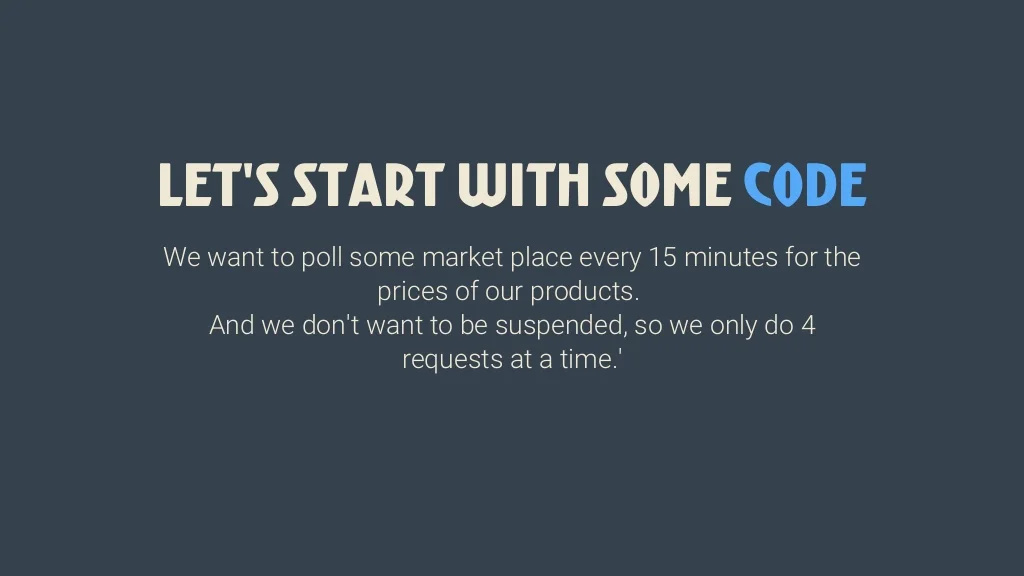 LET'S START WITH SOME CODE
We want to poll some market place every 15 minutes for the
prices of our products.
And we don't want to be suspended, so we only do 4
requests at a time.'